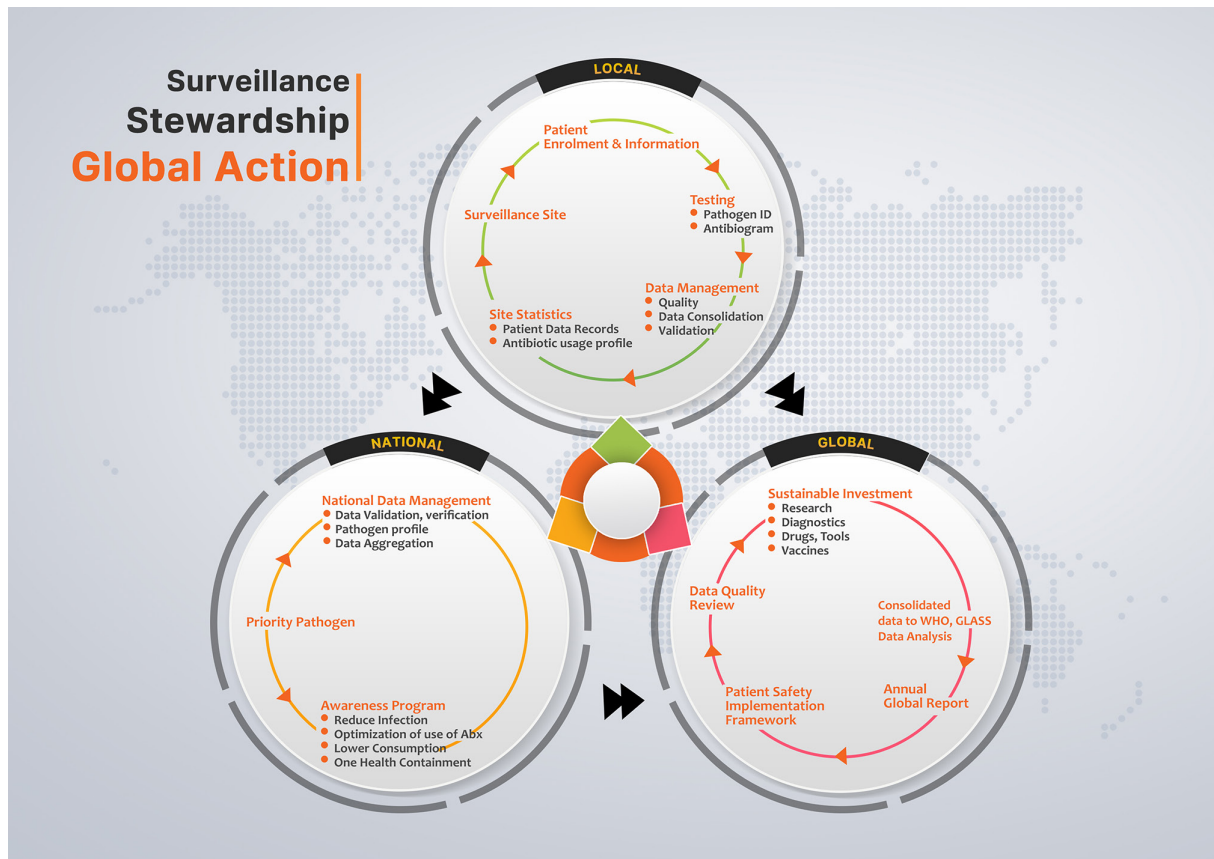 Surveillance
Stewardship
Global Action
LOCAL
Patient
Enrolment & Information
Testing
Pathogen ID
Antibiogram
Data Management
Quality
Data Consolidation
Validation
Site Statistics
Patient Data Records
Antibiotic usage profile
Surveillance Site
NATIONAL
National Data Management
Data Validation, verification
Pathogen profile
Data Aggregation
Priority Pathogen
Awareness Program
Reduce Infection
Optimization of use of Abx
Lower Consumption
One Health Containment
GLOBAL
Sustainable Investment
Research
Diagnostics
Drugs, Tools
Vaccines
Consolidated
data to WHO, GLASS
Data Analysis
Annual
Global Report
Patient Safety
Implementation
Framework
Data Quality
Review